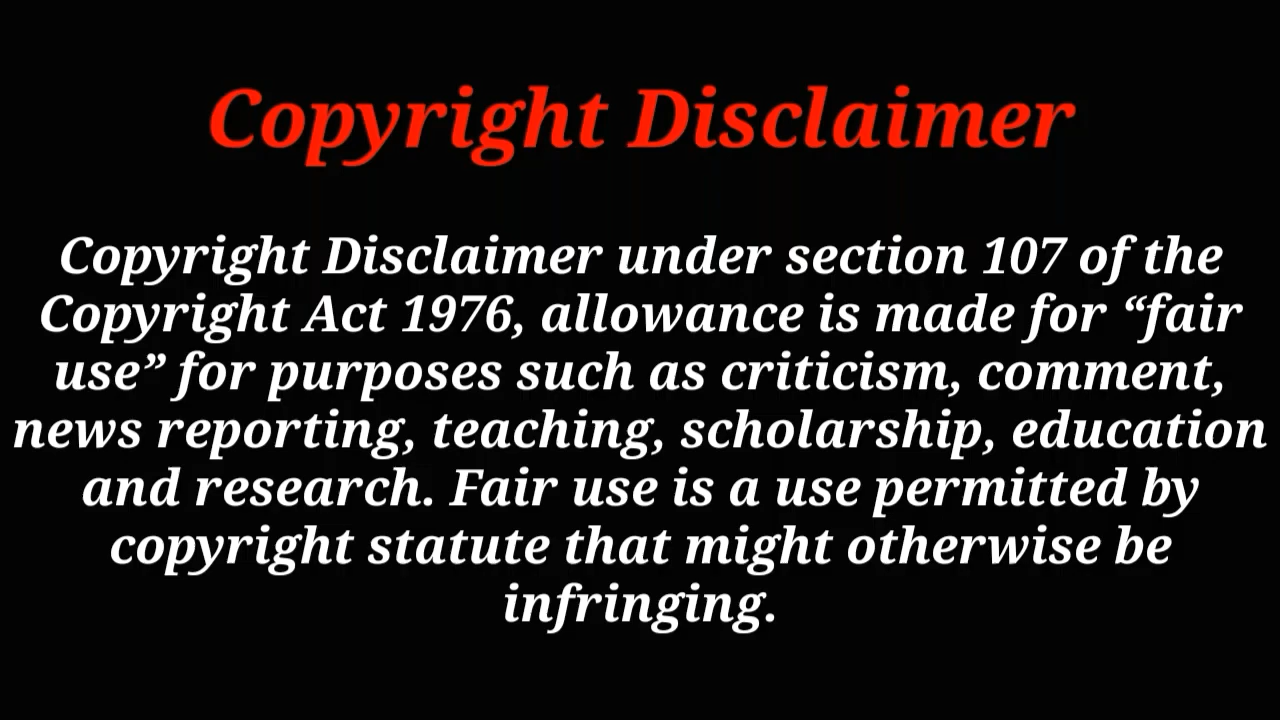 Copyright Disclaimer
Copyright Disclaimer under section 107 of the
Copyright Act 1976, allowance is made for “fair
use” for purposes such as criticism, comment,
news reporting, teaching, scholarship, education
and research. Fair use is a use permitted by
copyright statute that might otherwise be
infringing.